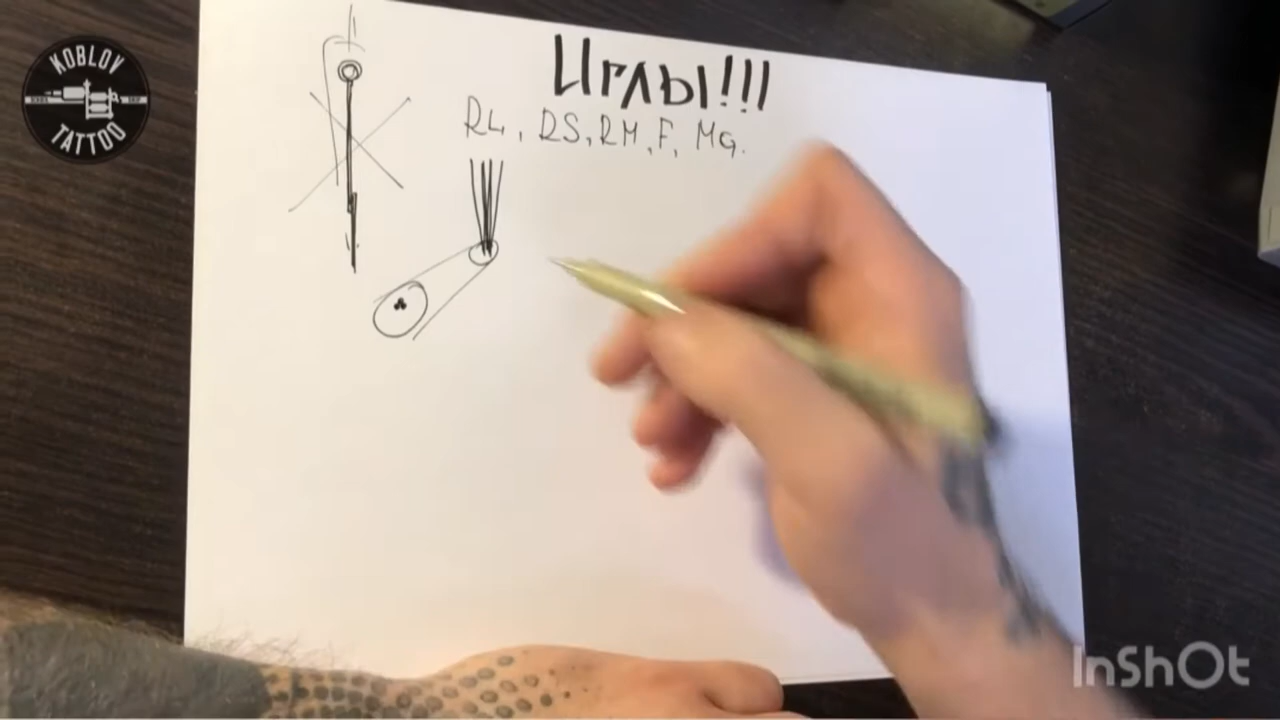 KOBLOV
TATTOO
Иглы!!!
RL, RS, RM, F, Mg.
InShOt